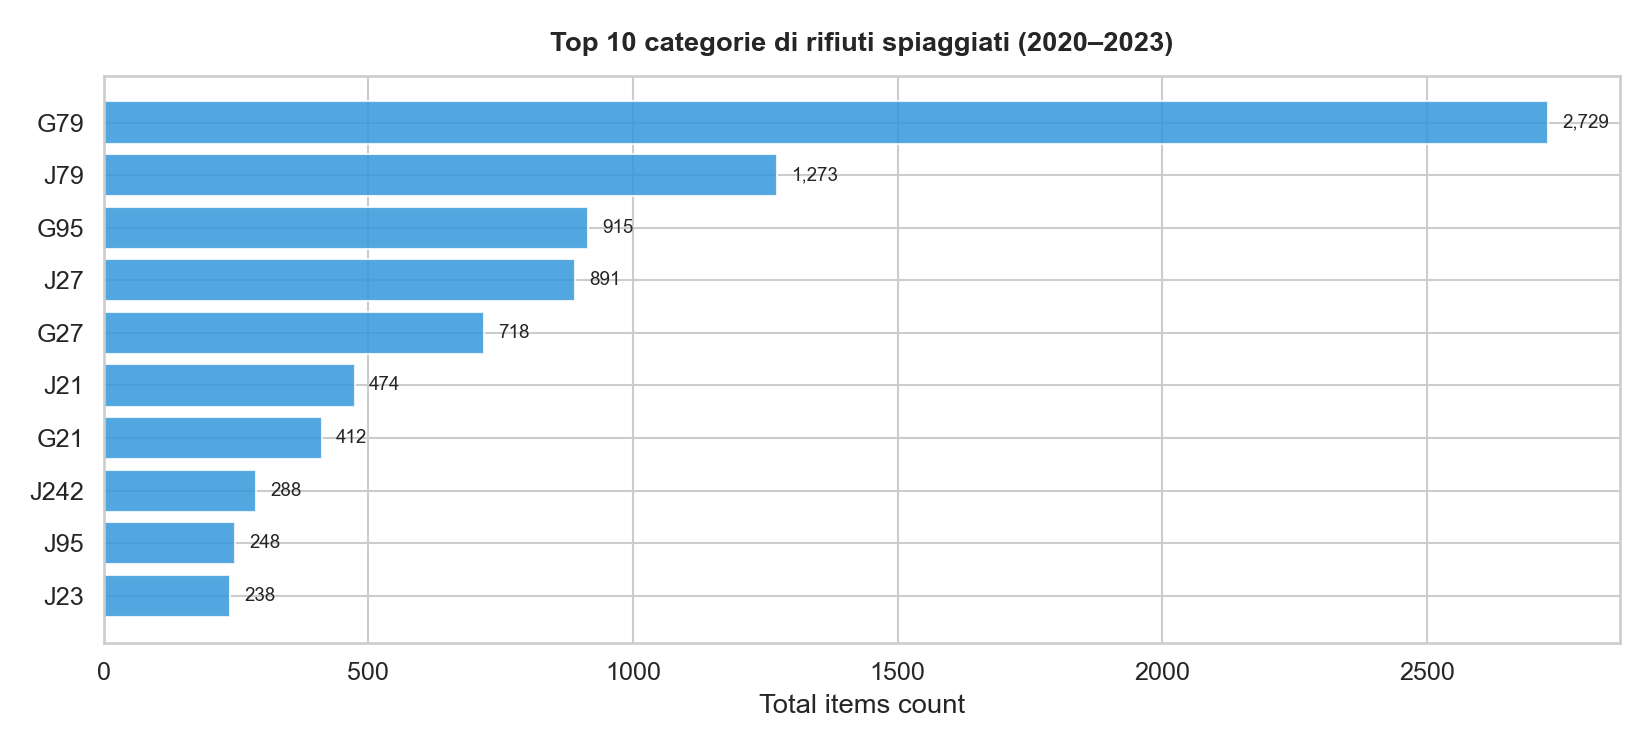 Top 10 categorie di rifiuti spiaggiati (2020–2023)
G79 2,729
J79 1,273
G95 915
J27 891
G27 718
J21 474
G21 412
J242 288
J95 248
J23 238
0 500 1000 1500 2000 2500
Total items count